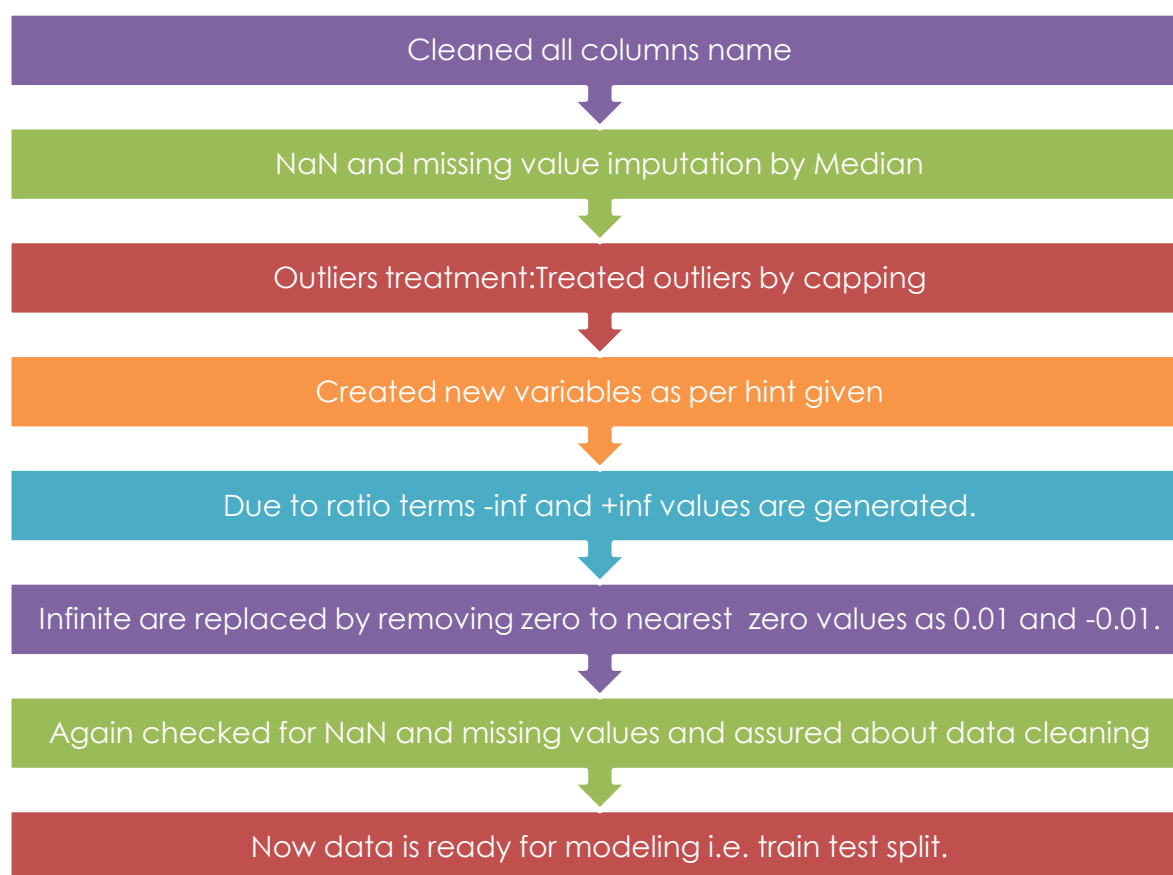 Cleaned all columns name
NaN and missing value imputation by Median
Outliers treatment:Treated outliers by capping
Created new variables as per hint given
Due to ratio terms -inf and +inf values are generated.
Infinite are replaced by removing zero to nearest  zero values as 0.01 and -0.01.
Again checked for NaN and missing values and assured about data cleaning
Now data is ready for modeling i.e. train test split.